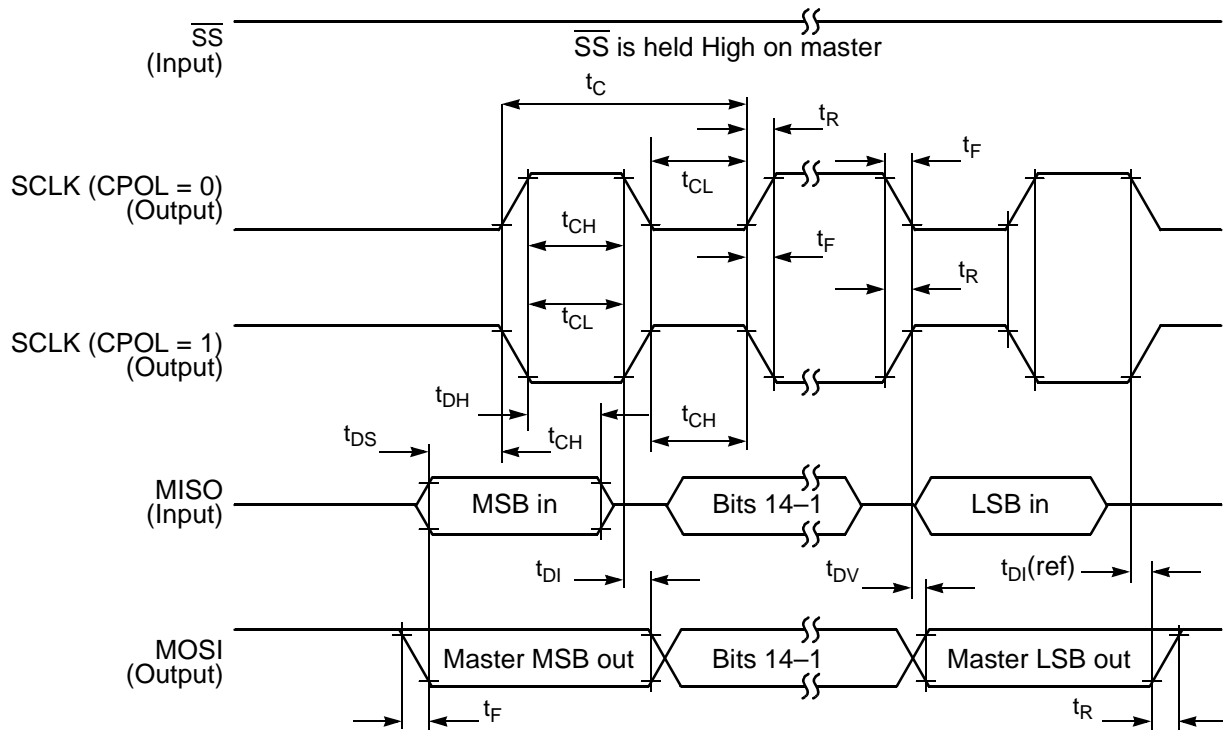 SS
(Input)
SS is held High on master
tC
tR
tF
SCLK (CPOL = 0)
(Output)
tCL
tCH
tF
tR
tCL
SCLK (CPOL = 1)
(Output)
tDH
tCH
tCH
tDS
MISO
(Input)
MSB in
Bits 14–1
LSB in
tDI
tDV
tDI(ref)
MOSI
(Output)
Master MSB out
Bits 14–1
Master LSB out
tF
tR